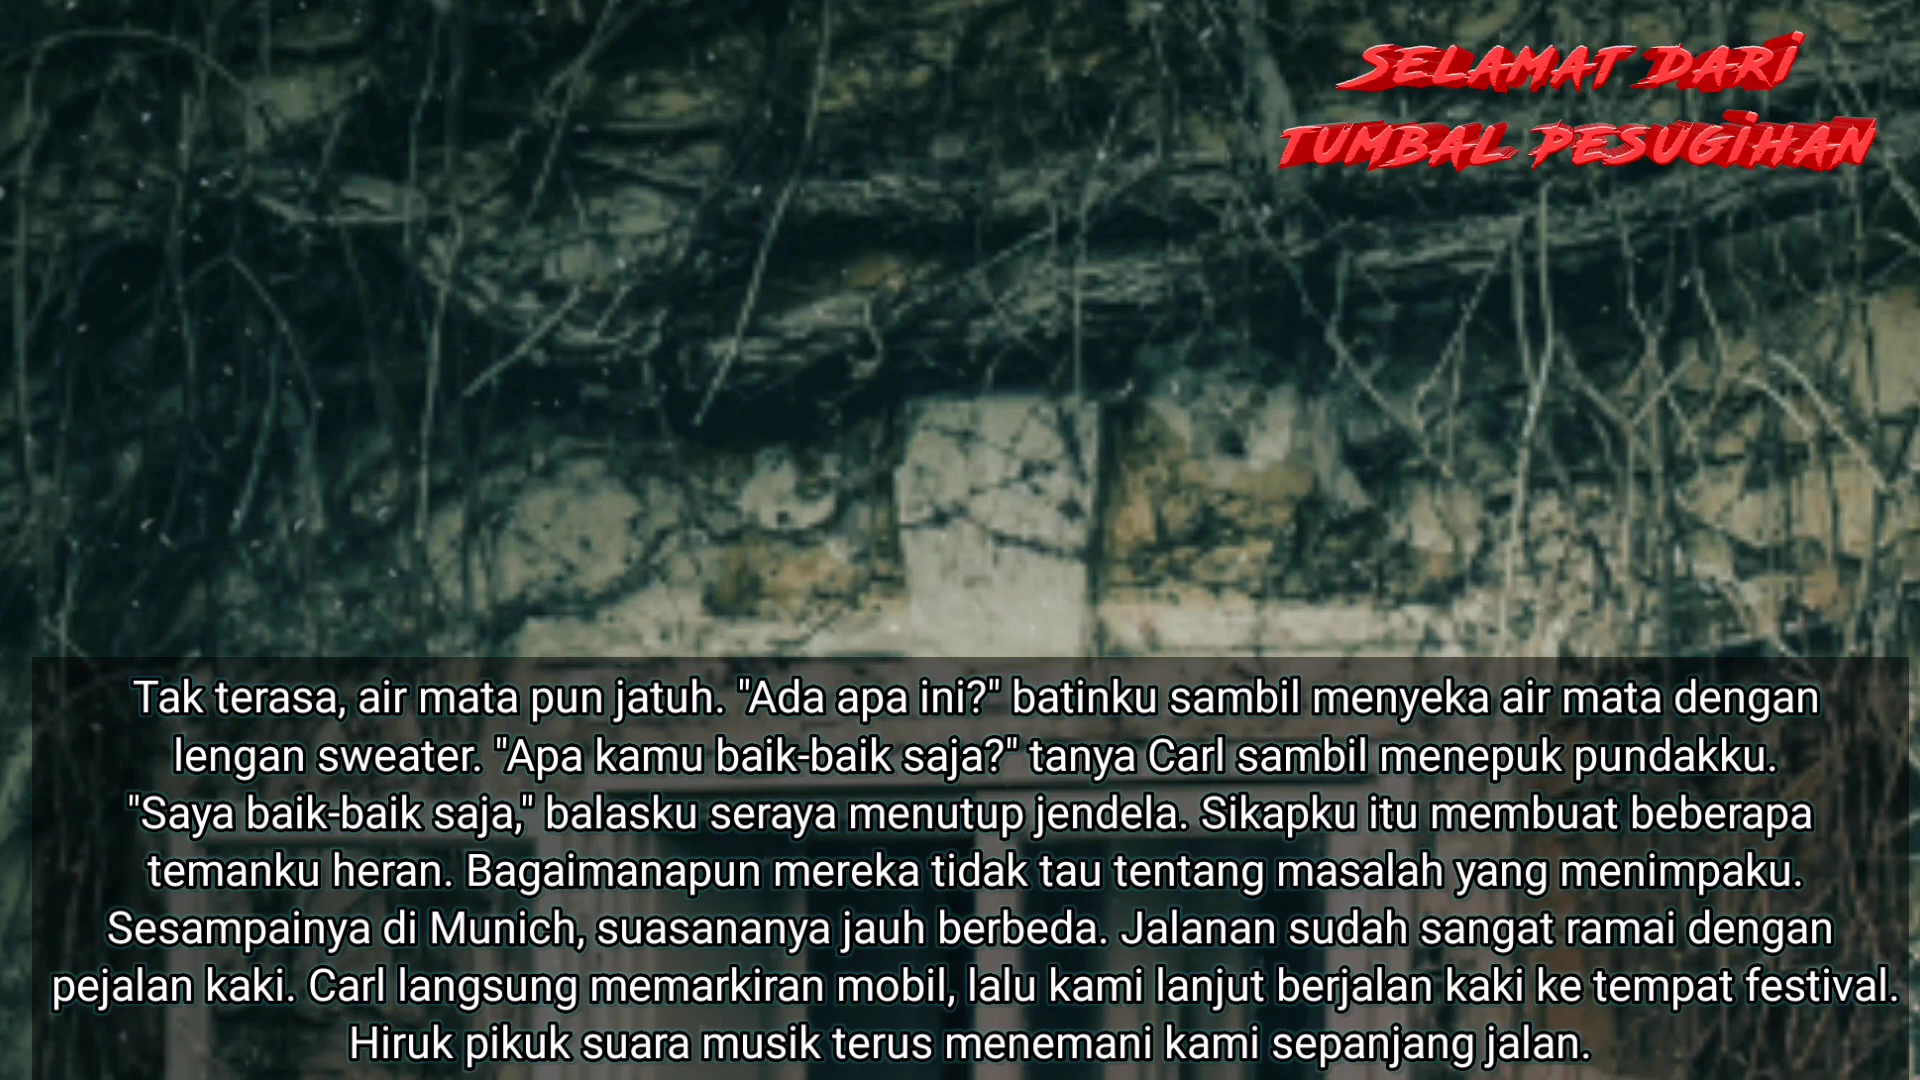 SELAMAT DARI
TUMBAL PESUGIHAN
Tak terasa, air mata pun jatuh. "Ada apa ini?" batinku sambil menyeka air mata dengan
lengan sweater. "Apa kamu baik-baik saja?" tanya Carl sambil menepuk pundakku.
"Saya baik-baik saja," balasku seraya menutup jendela. Sikapku itu membuat beberapa
temanku heran. Bagaimanapun mereka tidak tau tentang masalah yang menimpaku.
Sesampainya di Munich, suasananya jauh berbeda. Jalanan sudah sangat ramai dengan
pejalan kaki. Carl langsung memarkiran mobil, lalu kami lanjut berjalan kaki ke tempat festival.
Hiruk pikuk suara musik terus menemani kami sepanjang jalan.